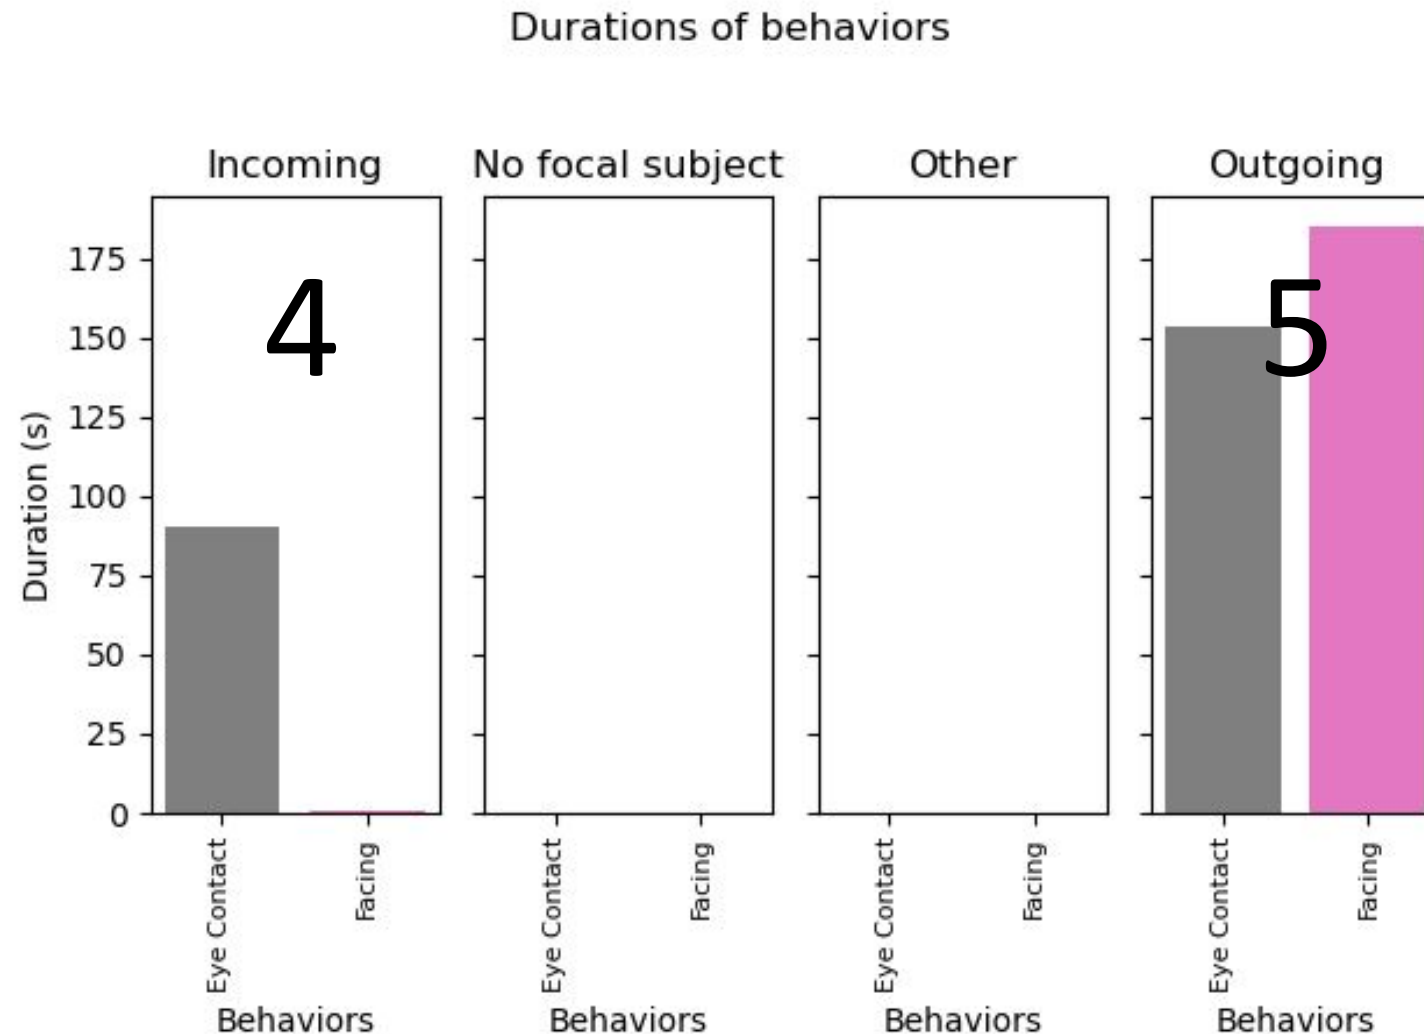 Durations of behaviors
Incoming
No focal subject
Other
Outgoing
175
150
125
100
75
50
25
0
Duration (s)
4
5
Eye Contact
Facing
Eye Contact
Facing
Eye Contact
Facing
Eye Contact
Facing
Behaviors
Behaviors
Behaviors
Behaviors